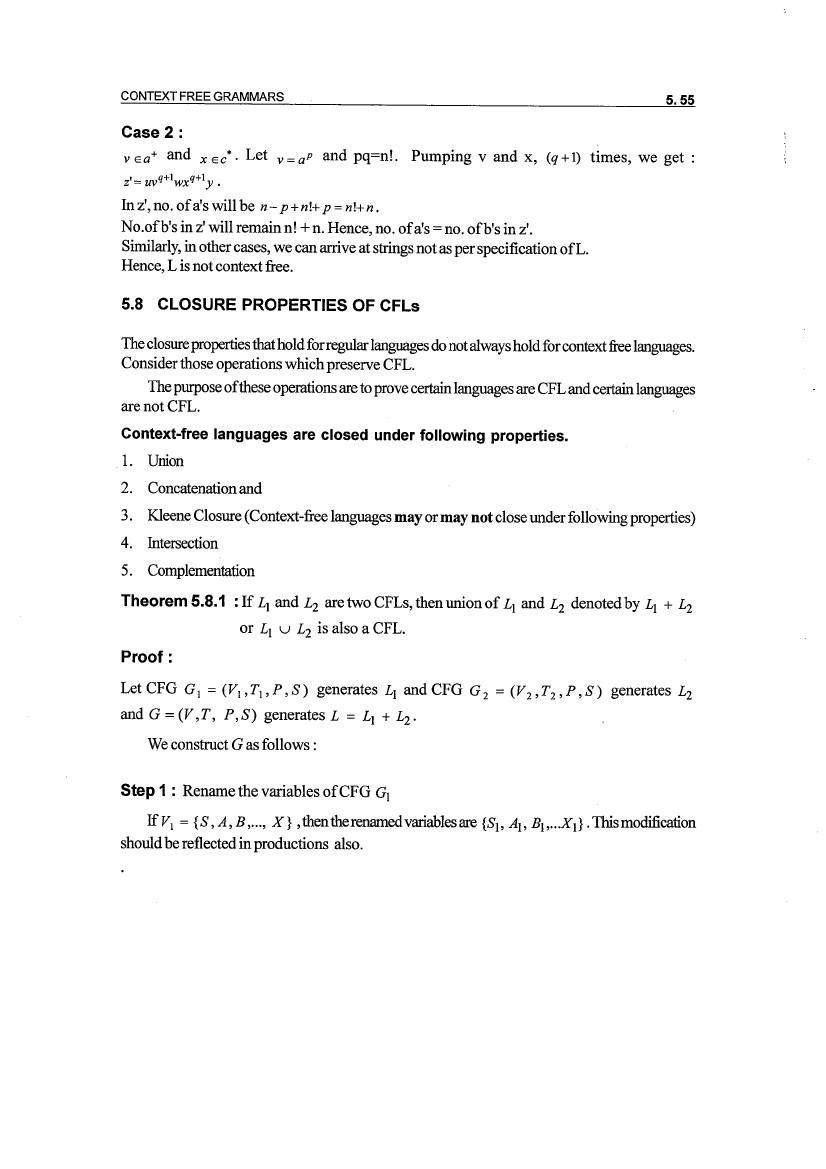 CONTEXT FREE GRAMMARS 5.55
Case 2 :
v ∈ a⁺ and x ∈ c*. Let v = aᵖ and pq=n!. Pumping v and x, (q+1) times, we get :
z' = uv^{q+1}wx^{q+1}y .
In z', no. of a's will be n – p + n!+ p = n!+ n.
No.of b's in z' will remain n! + n. Hence, no. of a's = no. of b's in z'.
Similarly, in other cases, we can arrive at strings not as per specification of L.
Hence, L is not context free.
5.8 CLOSURE PROPERTIES OF CFLs
The closure properties that hold for regular languages do not always hold for context free languages.
Consider those operations which preserve CFL.
The purpose of these operations are to prove certain languages are CFL and certain languages
are not CFL.
Context-free languages are closed under following properties.
1. Union
2. Concatenation and
3. Kleene Closure (Context-free languages may or may not close under following properties)
4. Intersection
5. Complementation
Theorem 5.8.1 : If L₁ and L₂ are two CFLs, then union of L₁ and L₂ denoted by L₁ + L₂
or L₁ ∪ L₂ is also a CFL.
Proof :
Let CFG G₁ = (V₁,T₁,P,S) generates L₁ and CFG G₂ = (V₂,T₂,P,S) generates L₂
and G = (V,T, P,S) generates L = L₁ + L₂.
We construct G as follows :
Step 1 : Rename the variables of CFG G₁
If V₁ = {S, A, B,..., X} ,then the renamed variables are {S₁, A₁, B₁,...X₁} . This modification
should be reflected in productions also.
.